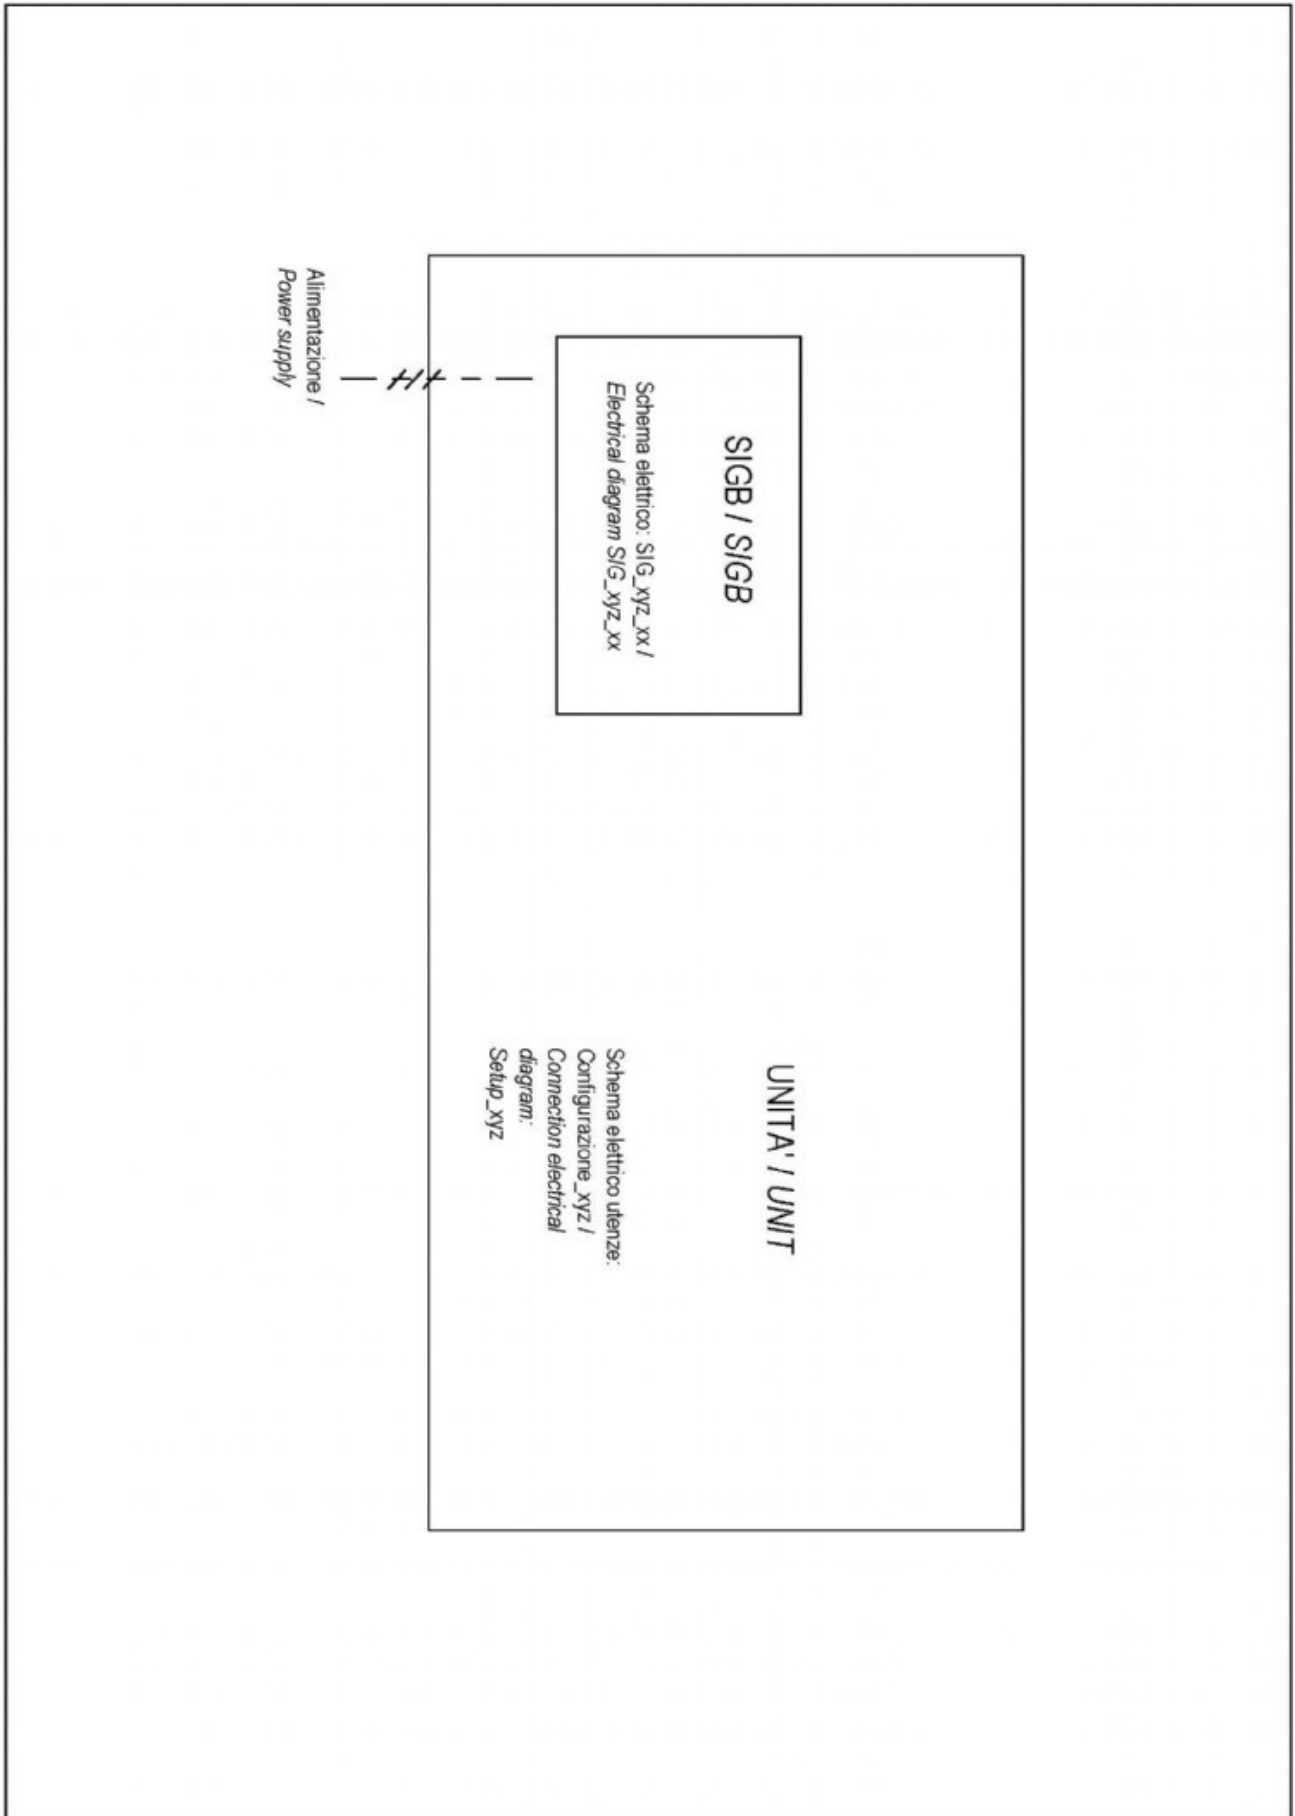 SIGB / SIGB
Schema elettrico: SIG_xyz_xx /
Electrical diagram SIG_xyz_xx
Alimentazione /
Power supply
UNITA' / UNIT
Schema elettrico utenze:
Configurazione_xyz /
Connection electrical
diagram:
Setup_xyz